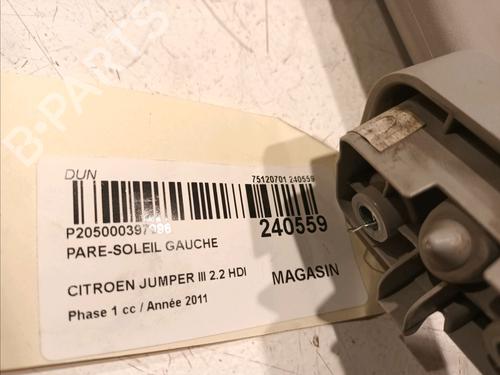 B-PARTS
DUN 75120701 240559
P205000397096 240559
PARE-SOLEIL GAUCHE
CITROEN JUMPER III 2.2 HDI MAGASIN
Phase 1 cc / Année 2011